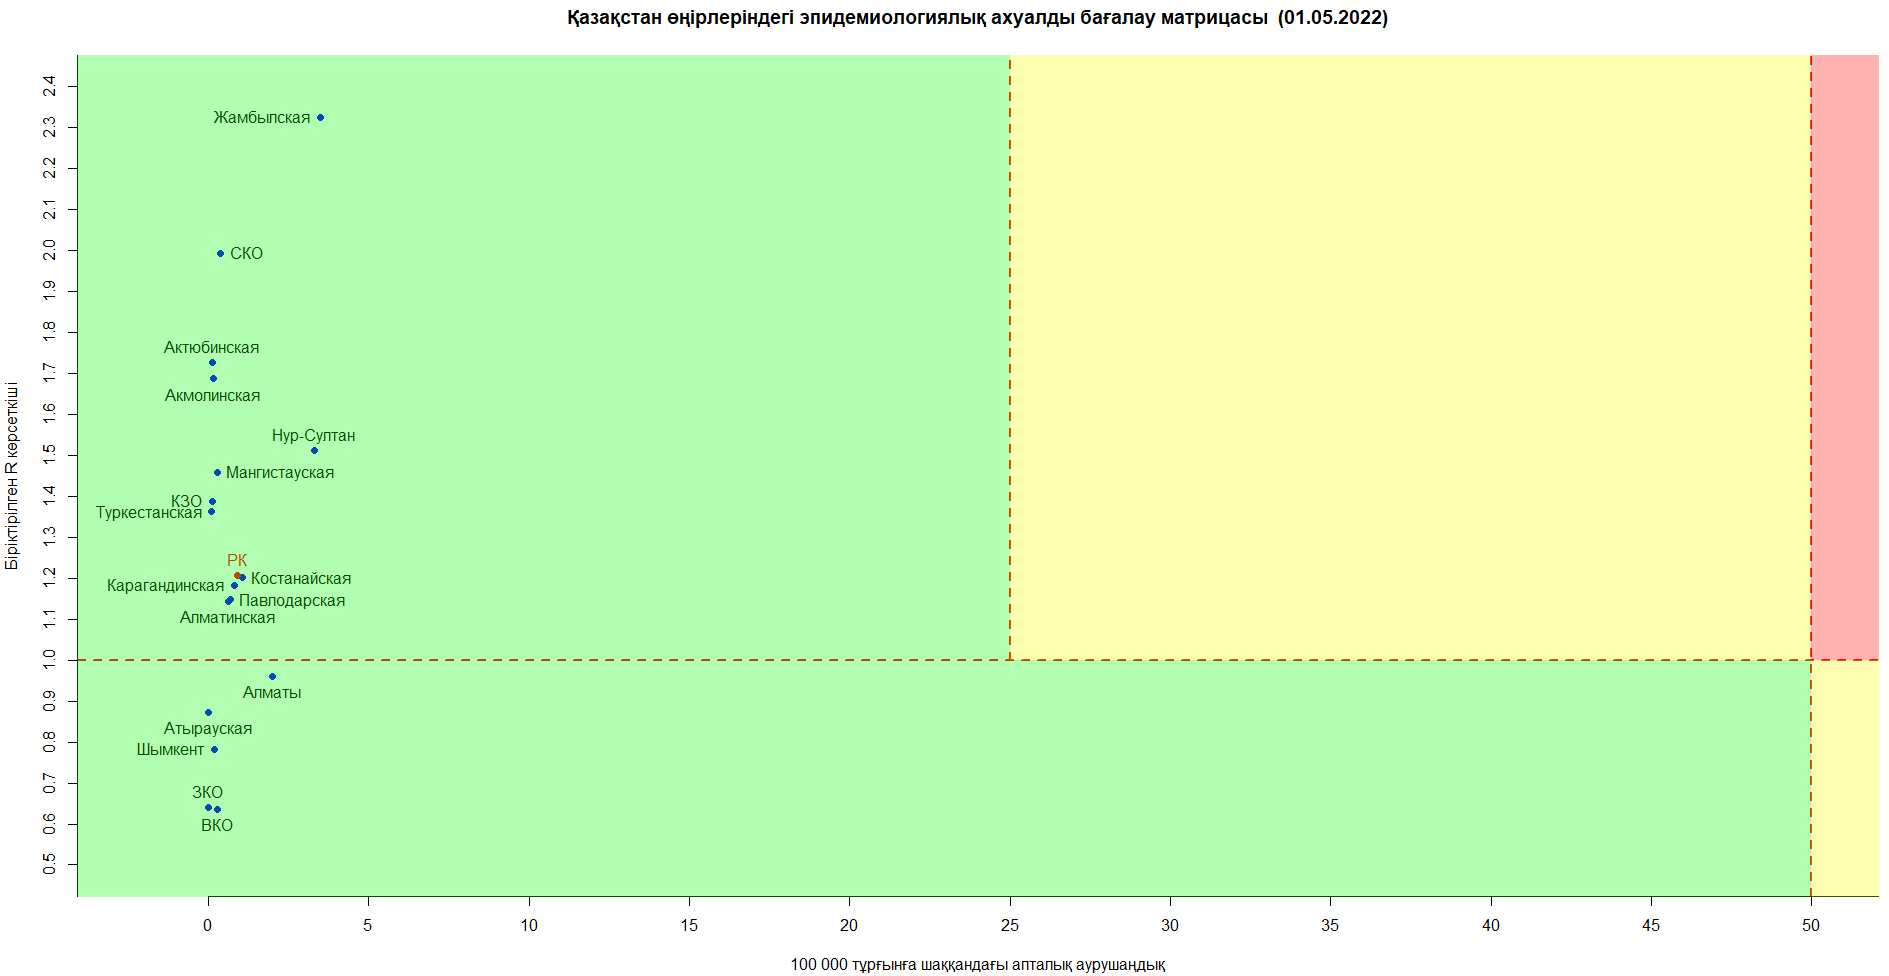 Қазақстан өңірлеріндегі эпидемиологиялық ахуалды бағалау матрицасы (01.05.2022)
Біріктірілген R көрсеткіші
2.4
2.3
2.2
2.1
2.0
1.9
1.8
1.7
1.6
1.5
1.4
1.3
1.2
1.1
1.0
0.9
0.8
0.7
0.6
0.5
Жамбылская
СКО
Актюбинская
Акмолинская
Нур-Султан
Мангистауская
КЗО
Туркестанская
РК
Костанайская
Карагандинская
Павлодарская
Алматинская
Алматы
Атырауская
Шымкент
ЗКО
ВКО
0 5 10 15 20 25 30 35 40 45 50
100 000 тұрғынға шаққандағы апталық аурушаңдық